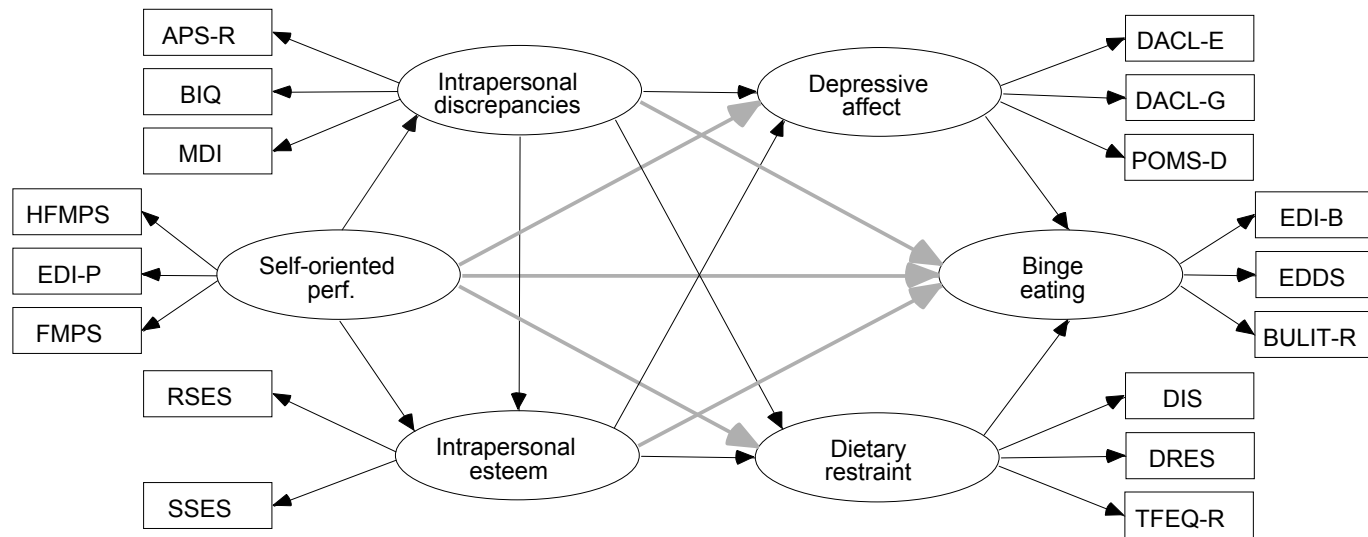 APS-R
BIQ
MDI
Intrapersonal
discrepancies
Depressive
affect
DACL-E
DACL-G
POMS-D
HFMPS
EDI-P
FMPS
Self-oriented
perf.
Binge
eating
EDI-B
EDDS
BULIT-R
RSES
SSES
Intrapersonal
esteem
Dietary
restraint
DIS
DRES
TFEQ-R